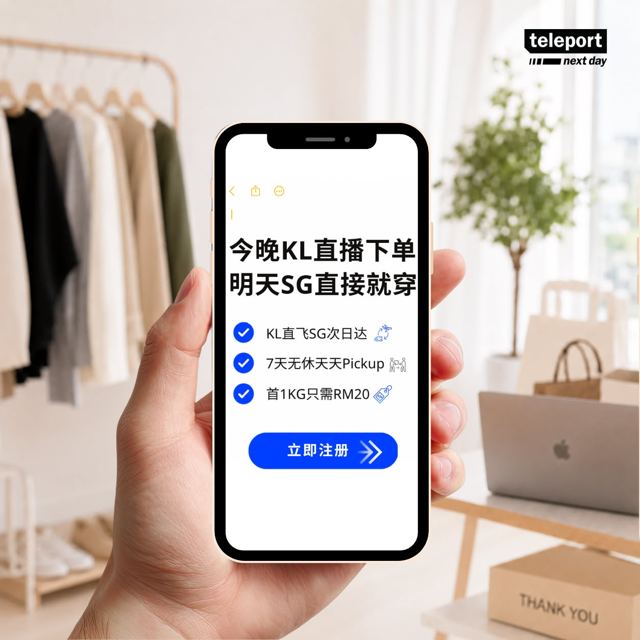 teleport
next day
今晚KL直播下单
明天SG直接就穿
KL直飞SG次日达
7天无休天天Pickup
首1KG只需RM20
立即注册
THANK YOU